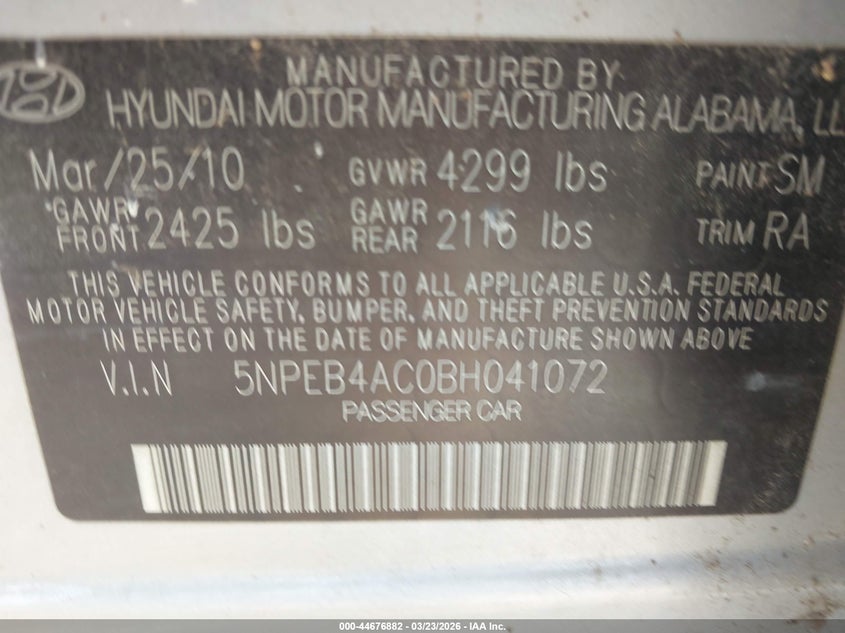 MANUFACTURED BY
HYUNDAI MOTOR MANUFACTURING ALABAMA, LL
Mar/25/10 GVWR 4299 lbs PAINT SM
GAWR FRONT 2425 lbs GAWR REAR 2116 lbs TRIM RA
THIS VEHICLE CONFORMS TO ALL APPLICABLE U.S.A. FEDERAL
MOTOR VEHICLE SAFETY, BUMPER, AND THEFT PREVENTION STANDARDS
IN EFFECT ON THE DATE OF MANUFACTURE SHOWN ABOVE
V.I.N 5NPEB4AC0BH041072
PASSENGER CAR
000-44676882 / 03/23/2026 - IAA Inc.